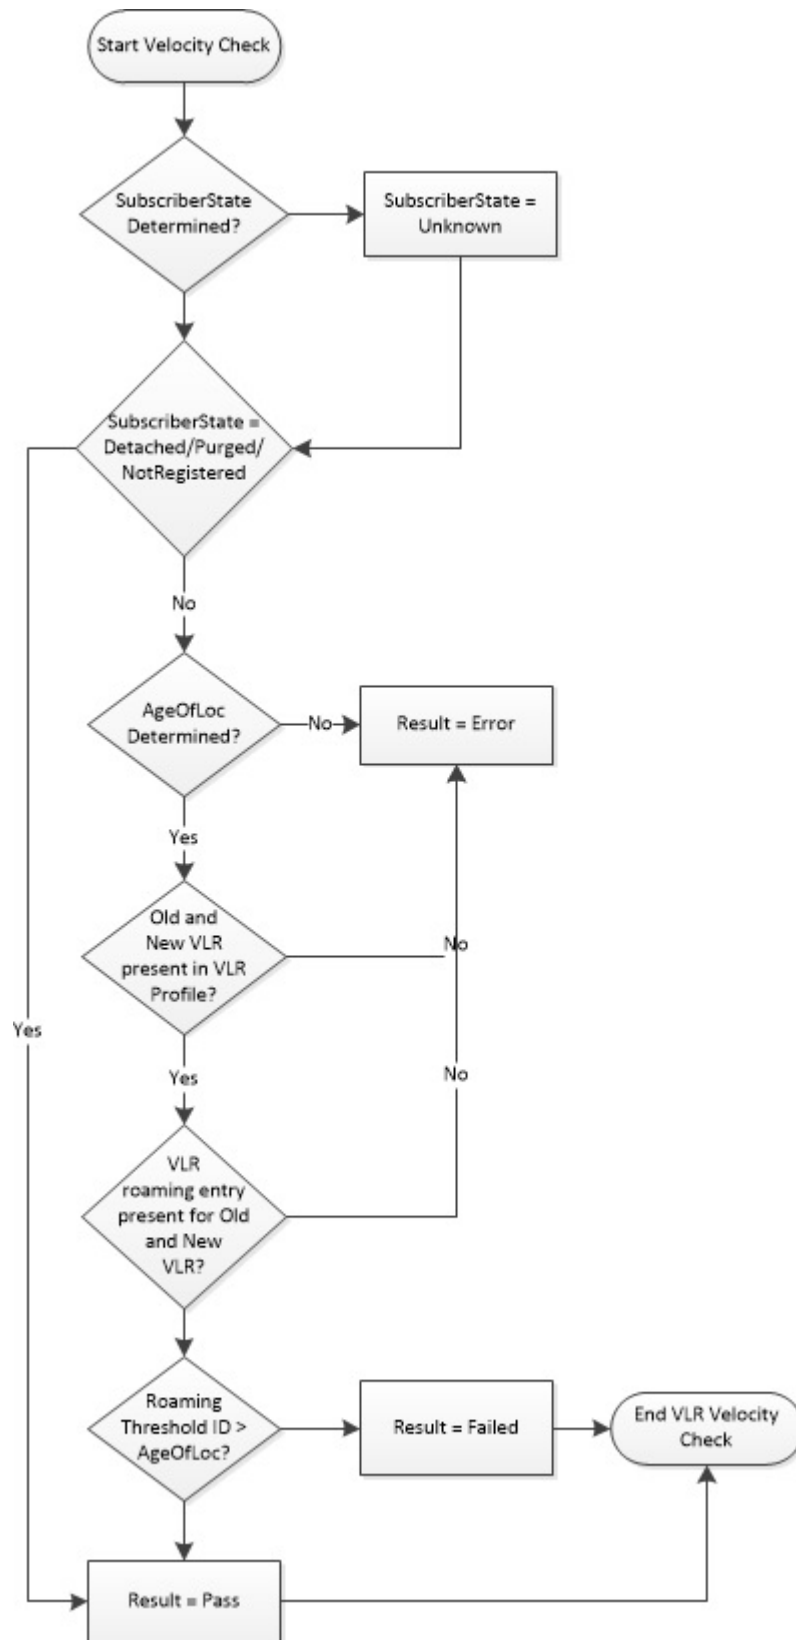 Start Velocity Check
SubscriberState
Determined?
SubscriberState =
Unknown
SubscriberState =
Detached/Purged/
NotRegistered
No
AgeOfLoc
Determined?
No
Result = Error
Yes
Old and
New VLR
present in VLR
Profile?
No
Yes
Yes
No
VLR
roaming entry
present for Old
and New
VLR?
Roaming
Threshold ID >
AgeOfLoc?
Result = Failed
End VLR Velocity
Check
Result = Pass